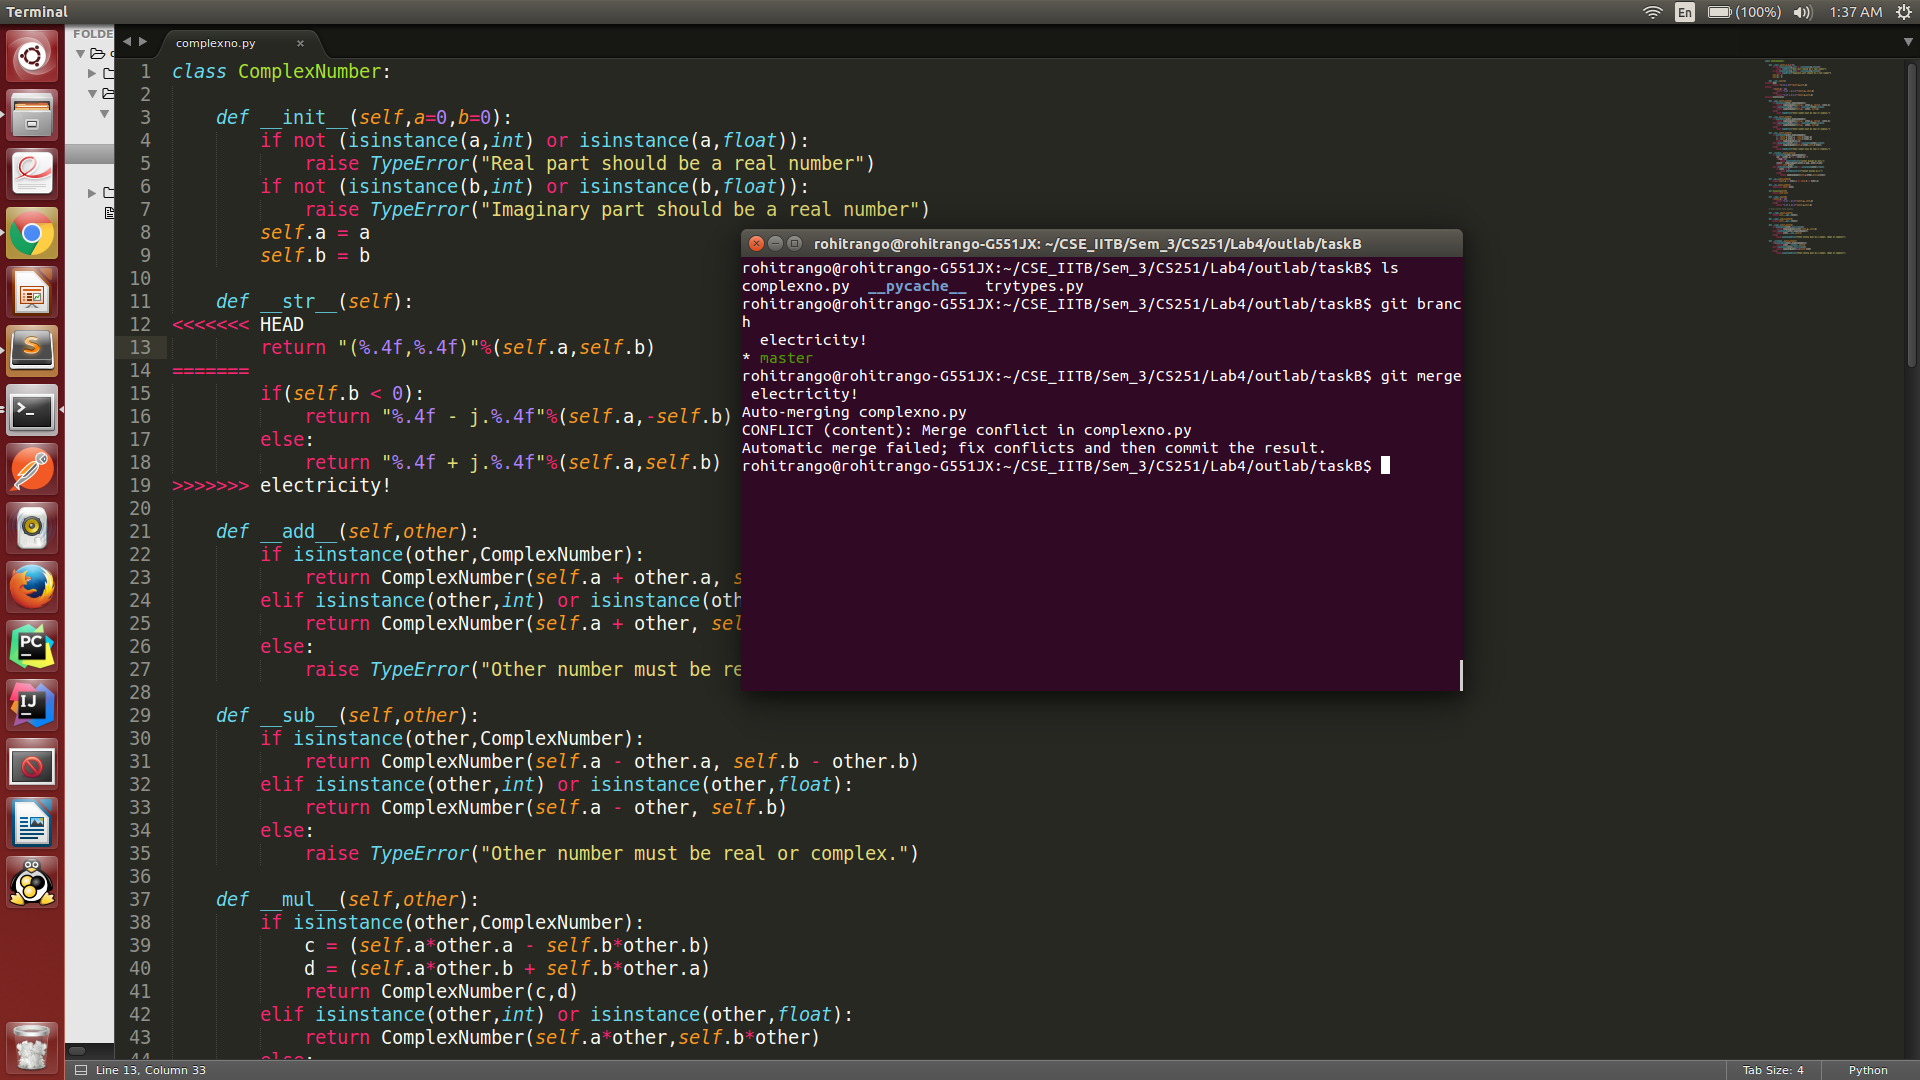 Terminal
En
(100%)
1:37 AM
FOLDE
complexno.py ×
1 class ComplexNumber:
2
3 def __init__(self,a=0,b=0):
4 if not (isinstance(a,int) or isinstance(a,float)):
5 raise TypeError("Real part should be a real number")
6 if not (isinstance(b,int) or isinstance(b,float)):
7 raise TypeError("Imaginary part should be a real number")
8 self.a = a
9 self.b = b
10
11 def __str__(self):
12 <<<<<<< HEAD
13 return "(%.4f,%.4f)"%(self.a,self.b)
14 =======
15 if(self.b < 0):
16 return "%.4f - j.%.4f"%(self.a,-self.b)
17 else:
18 return "%.4f + j.%.4f"%(self.a,self.b)
19 >>>>>>> electricity!
20
21 def __add__(self,other):
22 if isinstance(other,ComplexNumber):
23 return ComplexNumber(self.a + other.a, s
24 elif isinstance(other,int) or isinstance(oth
25 return ComplexNumber(self.a + other, sel
26 else:
27 raise TypeError("Other number must be re
28
29 def __sub__(self,other):
30 if isinstance(other,ComplexNumber):
31 return ComplexNumber(self.a - other.a, self.b - other.b)
32 elif isinstance(other,int) or isinstance(other,float):
33 return ComplexNumber(self.a - other, self.b)
34 else:
35 raise TypeError("Other number must be real or complex.")
36
37 def __mul__(self,other):
38 if isinstance(other,ComplexNumber):
39 c = (self.a*other.a - self.b*other.b)
40 d = (self.a*other.b + self.b*other.a)
41 return ComplexNumber(c,d)
42 elif isinstance(other,int) or isinstance(other,float):
43 return ComplexNumber(self.a*other,self.b*other)
44 else:
rohitrango@rohitrango-G551JX: ~/CSE_IITB/Sem_3/CS251/Lab4/outlab/taskB
rohitrango@rohitrango-G551JX:~/CSE_IITB/Sem_3/CS251/Lab4/outlab/taskB$ ls
complexno.py __pycache__ trytypes.py
rohitrango@rohitrango-G551JX:~/CSE_IITB/Sem_3/CS251/Lab4/outlab/taskB$ git branc
h
electricity!
* master
rohitrango@rohitrango-G551JX:~/CSE_IITB/Sem_3/CS251/Lab4/outlab/taskB$ git merge
electricity!
Auto-merging complexno.py
CONFLICT (content): Merge conflict in complexno.py
Automatic merge failed; fix conflicts and then commit the result.
rohitrango@rohitrango-G551JX:~/CSE_IITB/Sem_3/CS251/Lab4/outlab/taskB$
PC
IJ
Line 13, Column 33
Tab Size: 4
Python